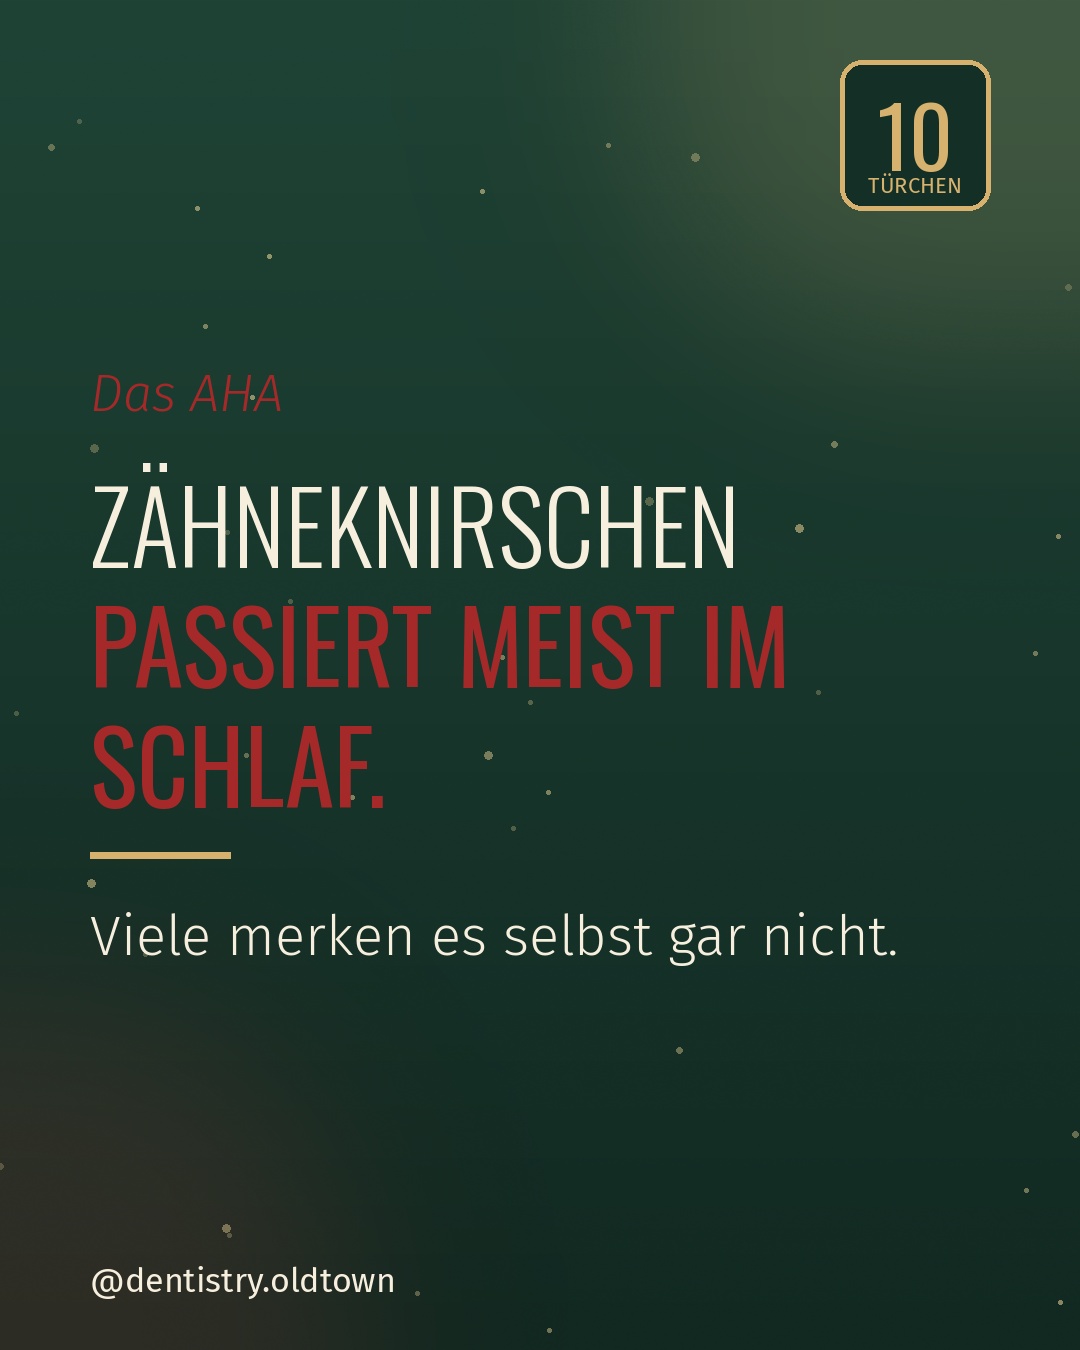 10
TÜRCHEN
Das AHA
ZÄHNEKNIRSCHEN
PASSIERT MEIST IM
SCHLAF.
Viele merken es selbst gar nicht.
@dentistry.oldtown